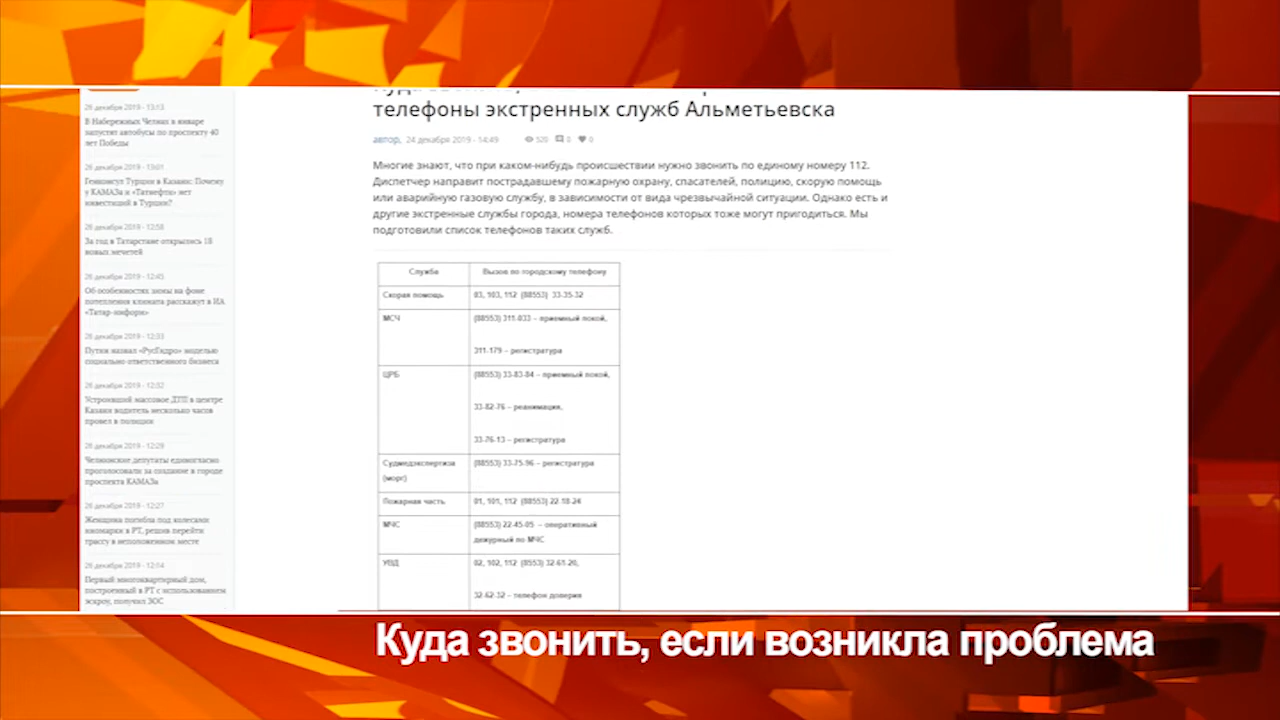 26 декабря 2019 - 13:13
В Набережных Челнах в январе
запустят автобусы по проспекту 40
лет Победы
26 декабря 2019 - 13:01
Генконсул Турции в Казани: Почему
у КАМАЗа и «Татнефти» нет
инвестиций в Турции?
26 декабря 2019 - 12:58
За год в Татарстане открылись 18
новых мечетей
26 декабря 2019 - 12:45
Об особенностях зимы на фоне
потепления климата расскажут в ИА
«Татар-информ»
26 декабря 2019 - 12:33
Путин назвал «РусГидро» моделью
социально ответственного бизнеса
26 декабря 2019 - 12:32
Устроивший массовое ДТП в центре
Казани водитель несколько часов
провел в полиции
26 декабря 2019 - 12:29
Челнинские депутаты единогласно
проголосовали за создание в городе
проспекта КАМАЗа
26 декабря 2019 - 12:27
Женщина погибла под колесами
иномарки в РТ, решив перейти
трассу в неположенном месте
26 декабря 2019 - 12:14
Первый многоквартирный дом,
построенный в РТ с использованием
эскроу, получил ЗОС
телефоны экстренных служб Альметьевска
автор, 24 декабря 2019 - 14:49 520 0 0
Многие знают, что при каком-нибудь происшествии нужно звонить по единому номеру 112.
Диспетчер направит пострадавшему пожарную охрану, спасателей, полицию, скорую помощь
или аварийную газовую службу, в зависимости от вида чрезвычайной ситуации. Однако есть и
другие экстренные службы города, номера телефонов которых тоже могут пригодиться. Мы
подготовили список телефонов таких служб.
Служба Вызов по городскому телефону
Скорая помощь 03, 103, 112 (88553) 33-35-32
МСЧ (88553) 311-033 – приемный покой,
311-179 – регистратура
ЦРБ (88553) 33-83-84 – приемный покой,
33-82-76 – реанимация,
33-76-13 – регистратура
Судмедэкспертиза (88553) 33-75-96 – регистратура
(морг)
Пожарная часть 01, 101, 112 (88553) 22-18-24
МЧС (88553) 22-45-05 – оперативный
дежурный по МЧС
УВД 02, 102, 112 (8553) 32-61-20,
32-62-32 – телефон доверия
Куда звонить, если возникла проблема